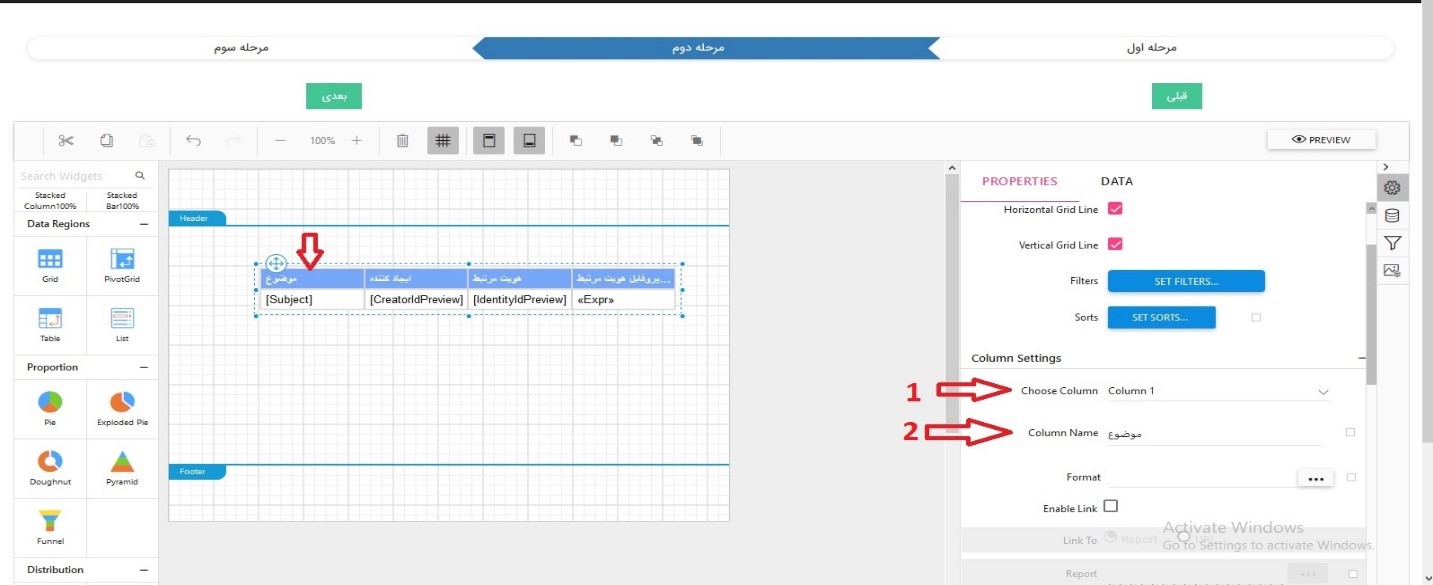 مرحله اول
مرحله دوم
مرحله سوم
قبلی
بعدی
100%
PREVIEW
Search Widgets
Stacked Column100%
Stacked Bar100%
Data Regions
Grid
PivotGrid
Table
List
Proportion
Pie
Exploded Pie
Doughnut
Pyramid
Funnel
Distribution
Header
موضوع
ایجاد کننده
هویت مرتبط
پروفایل هویت مرتبط...
[Subject]
[CreatorIdPreview]
[IdentityIdPreview]
«Expr»
Footer
PROPERTIES
DATA
Horizontal Grid Line
Vertical Grid Line
Filters
SET FILTERS...
Sorts
SET SORTS...
Column Settings
1
Choose Column
Column 1
2
Column Name
موضوع
Format
Enable Link
Link To
Report
URL
Report
Activate Windows
Go to Settings to activate Windows.